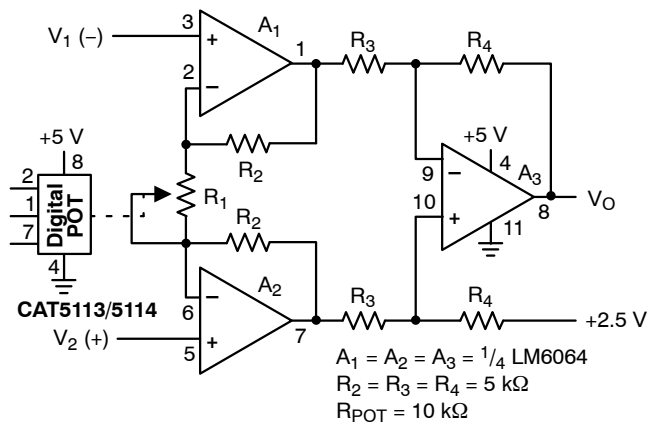 V1 (−)
3
+
A1
1
R3
R4
2
−
+5 V
8
R2
+5 V
4
2
1
7
Digital
POT
R1
9
−
A3
10
+
8
VO
11
R2
4
CAT5113/5114
−
A2
6
R3
R4
7
+2.5 V
V2 (+)
5
+
A1 = A2 = A3 = 1/4 LM6064
R2 = R3 = R4 = 5 kΩ
RPOT = 10 kΩ